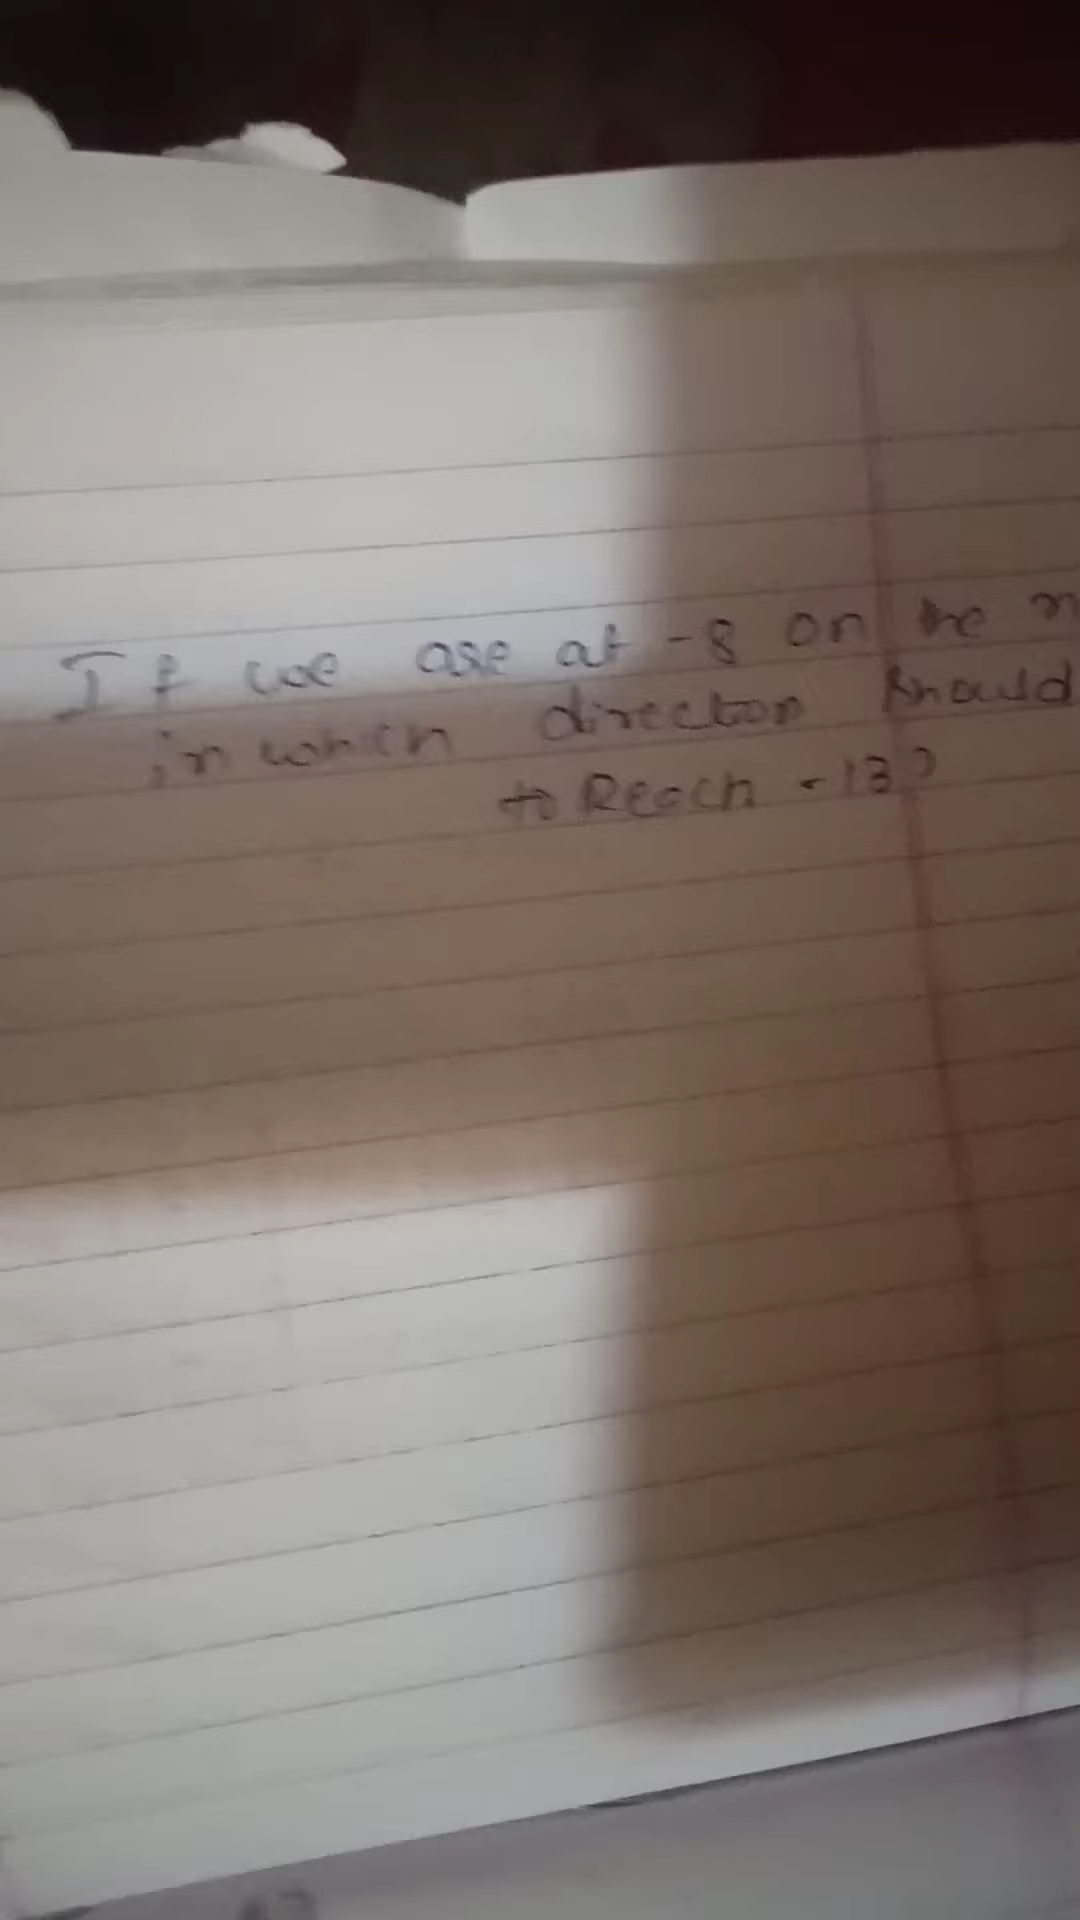 If we are at -8 on the n
in which direction should
to Reach -13?